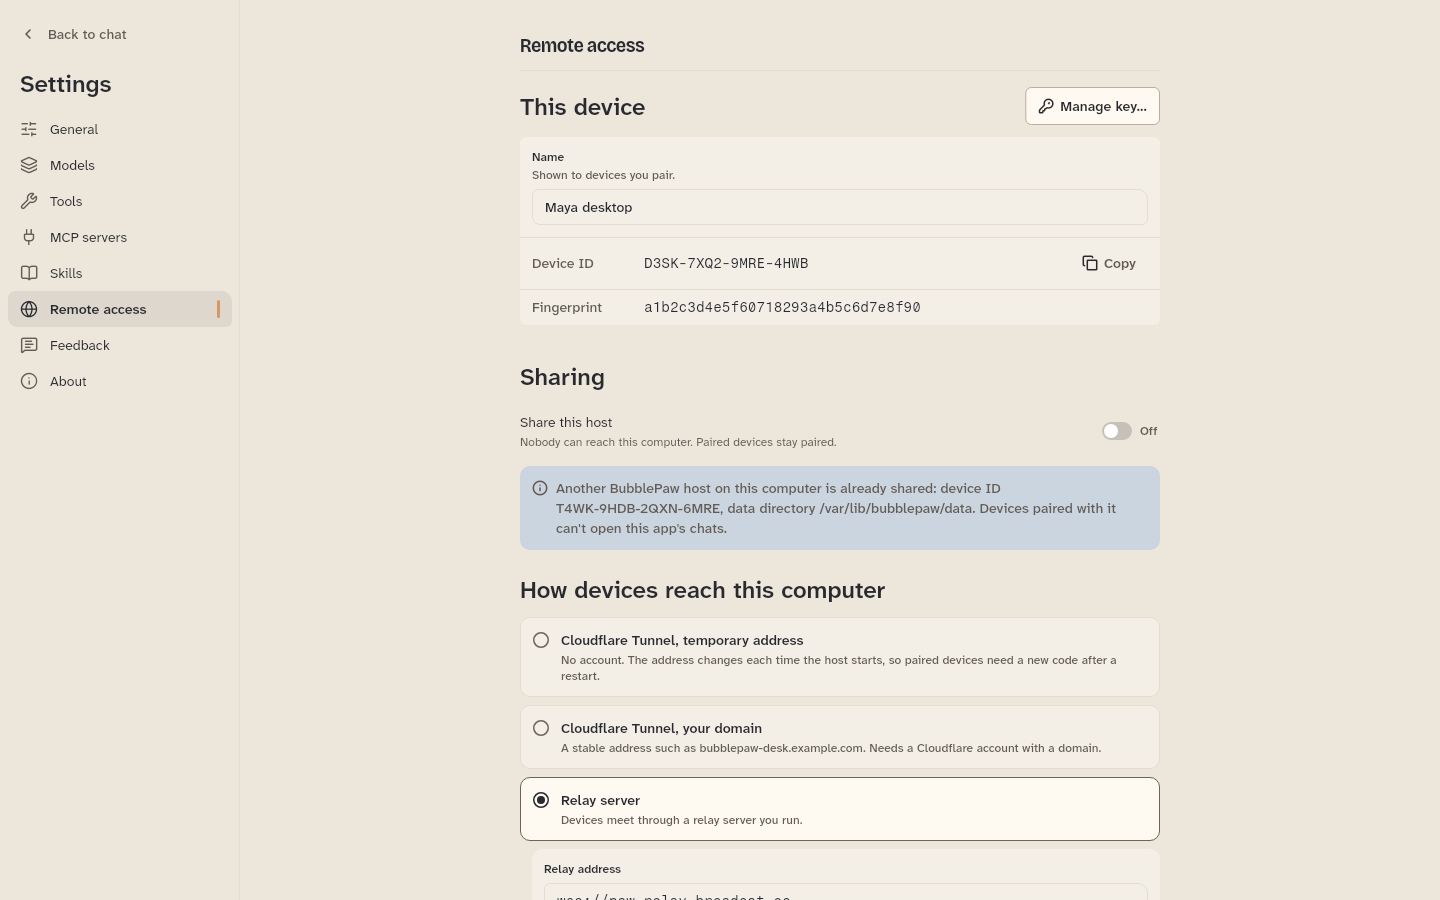 Back to chat
Settings
General
Models
Tools
MCP servers
Skills
Remote access
Feedback
About
Remote access
This device
Manage key...
Name
Shown to devices you pair.
Maya desktop
Device ID
D3SK-7XQ2-9MRE-4HWB
Copy
Fingerprint
a1b2c3d4e5f60718293a4b5c6d7e8f90
Sharing
Share this host
Nobody can reach this computer. Paired devices stay paired.
Off
Another BubblePaw host on this computer is already shared: device ID
T4WK-9HDB-2QXN-6MRE, data directory /var/lib/bubblepaw/data. Devices paired with it
can't open this app's chats.
How devices reach this computer
Cloudflare Tunnel, temporary address
No account. The address changes each time the host starts, so paired devices need a new code after a
restart.
Cloudflare Tunnel, your domain
A stable address such as bubblepaw-desk.example.com. Needs a Cloudflare account with a domain.
Relay server
Devices meet through a relay server you run.
Relay address